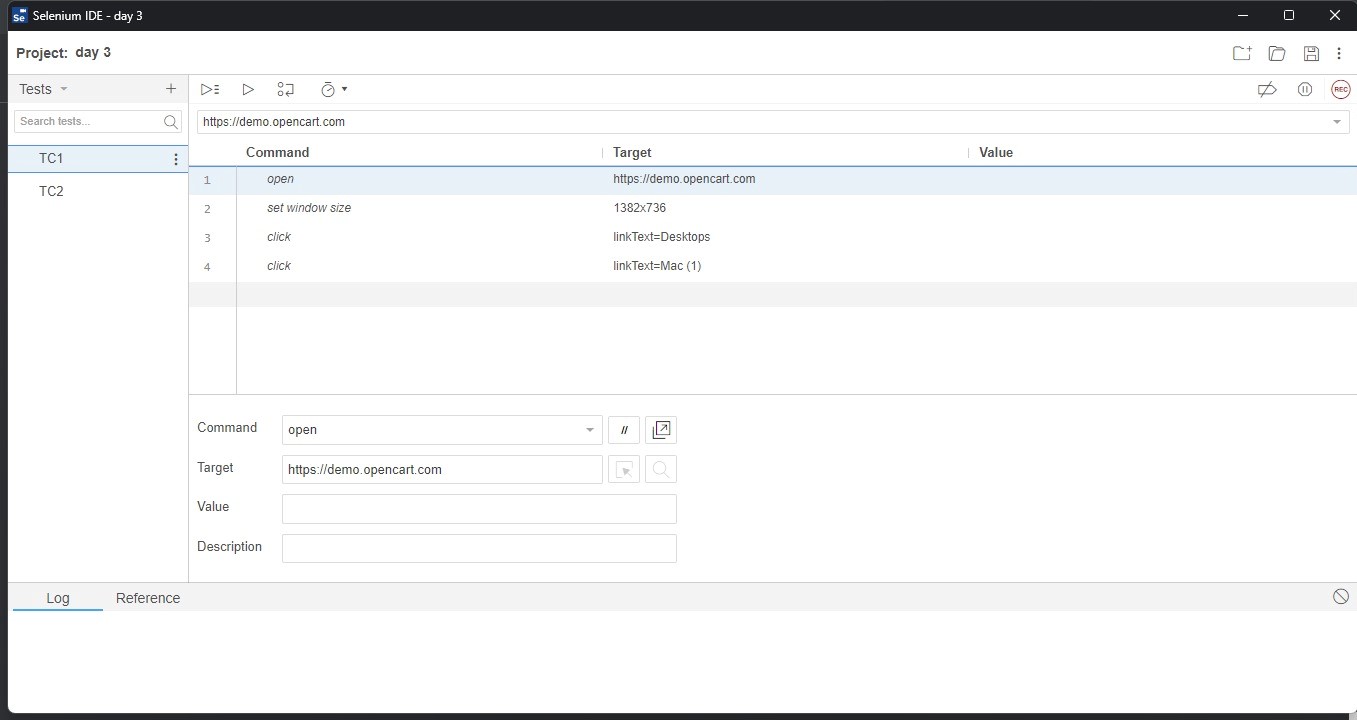 Se Selenium IDE - day 3
Project: day 3
Tests
Search tests...
TC1
TC2
REC
https://demo.opencart.com
Command Target Value
1 open https://demo.opencart.com
2 set window size 1382x736
3 click linkText=Desktops
4 click linkText=Mac (1)
Command open //
Target https://demo.opencart.com
Value
Description
Log Reference